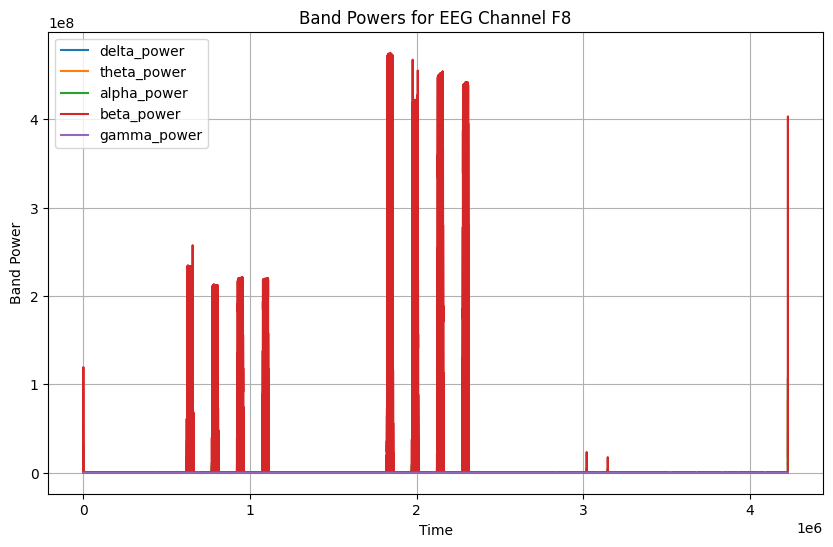 Band Powers for EEG Channel F8
1e8
delta_power
theta_power
alpha_power
beta_power
gamma_power
4
3
2
1
0
Band Power
0 1 2 3 4
Time
1e6